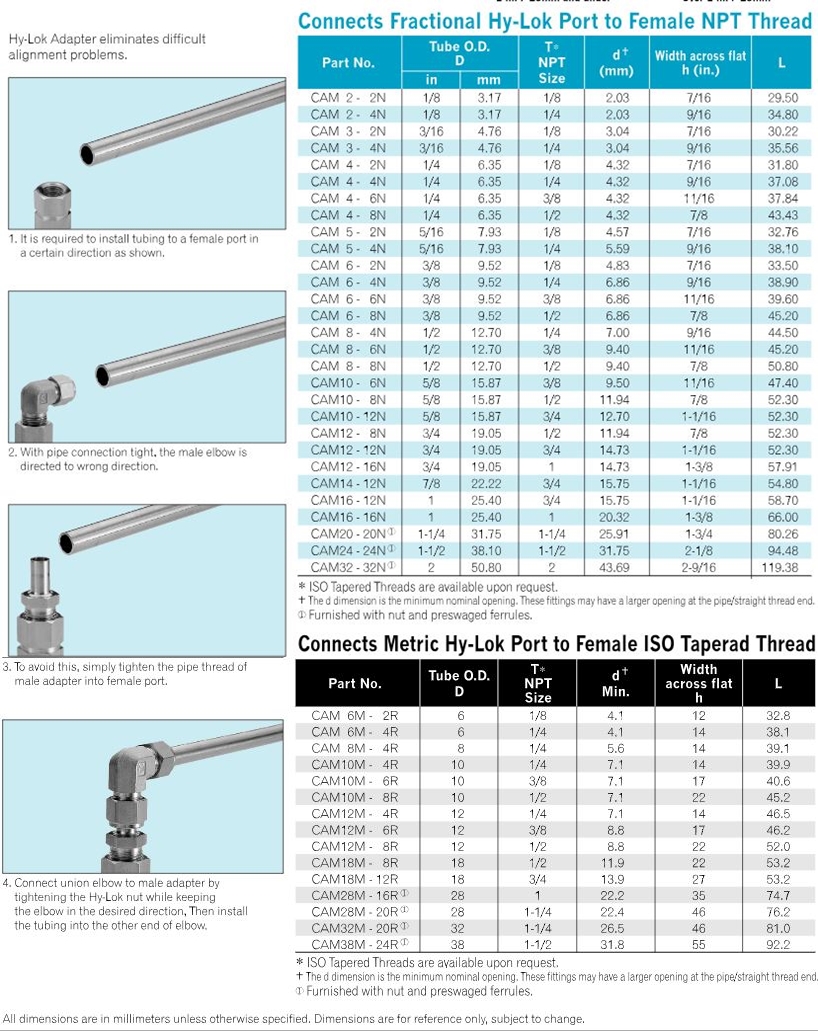 Hy-Lok Adapter eliminates difficult
alignment problems.
1. It is required to install tubing to a female port in
a certain direction as shown.
2. With pipe connection tight, the male elbow is
directed to wrong direction.
3. To avoid this, simply tighten the pipe thread of
male adapter into female port.
4. Connect union elbow to male adapter by
tightening the Hy-Lok nut while keeping
the elbow in the desired direction, Then install
the tubing into the other end of elbow.
Connects Fractional Hy-Lok Port to Female NPT Thread
Part No. Tube O.D. D in mm T* NPT Size d† (mm) Width across flat h (in.) L
CAM 2 - 2N 1/8 3.17 1/8 2.03 7/16 29.50
CAM 2 - 4N 1/8 3.17 1/4 2.03 9/16 34.80
CAM 3 - 2N 3/16 4.76 1/8 3.04 7/16 30.22
CAM 3 - 4N 3/16 4.76 1/4 3.04 9/16 35.56
CAM 4 - 2N 1/4 6.35 1/8 4.32 7/16 31.80
CAM 4 - 4N 1/4 6.35 1/4 4.32 9/16 37.08
CAM 4 - 6N 1/4 6.35 3/8 4.32 11/16 37.84
CAM 4 - 8N 1/4 6.35 1/2 4.32 7/8 43.43
CAM 5 - 2N 5/16 7.93 1/8 4.57 7/16 32.76
CAM 5 - 4N 5/16 7.93 1/4 5.59 9/16 38.10
CAM 6 - 2N 3/8 9.52 1/8 4.83 7/16 33.50
CAM 6 - 4N 3/8 9.52 1/4 6.86 9/16 38.90
CAM 6 - 6N 3/8 9.52 3/8 6.86 11/16 39.60
CAM 6 - 8N 3/8 9.52 1/2 6.86 7/8 45.20
CAM 8 - 4N 1/2 12.70 1/4 7.00 9/16 44.50
CAM 8 - 6N 1/2 12.70 3/8 9.40 11/16 45.20
CAM 8 - 8N 1/2 12.70 1/2 9.40 7/8 50.80
CAM10 - 6N 5/8 15.87 3/8 9.50 11/16 47.40
CAM10 - 8N 5/8 15.87 1/2 11.94 7/8 52.30
CAM10 - 12N 5/8 15.87 3/4 12.70 1-1/16 52.30
CAM12 - 8N 3/4 19.05 1/2 11.94 7/8 52.30
CAM12 - 12N 3/4 19.05 3/4 14.73 1-1/16 52.30
CAM12 - 16N 3/4 19.05 1 14.73 1-3/8 57.91
CAM14 - 12N 7/8 22.22 3/4 15.75 1-1/16 54.80
CAM16 - 12N 1 25.40 3/4 15.75 1-1/16 58.70
CAM16 - 16N 1 25.40 1 20.32 1-3/8 66.00
CAM20 - 20N① 1-1/4 31.75 1-1/4 25.91 1-3/4 80.26
CAM24 - 24N① 1-1/2 38.10 1-1/2 31.75 2-1/8 94.48
CAM32 - 32N① 2 50.80 2 43.69 2-9/16 119.38
* ISO Tapered Threads are available upon request.
† The d dimension is the minimum nominal opening. These fittings may have a larger opening at the pipe/straight thread end.
① Furnished with nut and preswaged ferrules.
Connects Metric Hy-Lok Port to Female ISO Taperad Thread
Part No. Tube O.D. D T* NPT Size d† Min. Width across flat h L
CAM 6M - 2R 6 1/8 4.1 12 32.8
CAM 6M - 4R 6 1/4 4.1 14 38.1
CAM 8M - 4R 8 1/4 5.6 14 39.1
CAM10M - 4R 10 1/4 7.1 14 39.9
CAM10M - 6R 10 3/8 7.1 17 40.6
CAM10M - 8R 10 1/2 7.1 22 45.2
CAM12M - 4R 12 1/4 7.1 14 46.5
CAM12M - 6R 12 3/8 8.8 17 46.2
CAM12M - 8R 12 1/2 8.8 22 52.0
CAM18M - 8R 18 1/2 11.9 22 53.2
CAM18M - 12R 18 3/4 13.9 27 53.2
CAM28M - 16R① 28 1 22.2 35 74.7
CAM28M - 20R① 28 1-1/4 22.4 46 76.2
CAM32M - 20R① 32 1-1/4 26.5 46 81.0
CAM38M - 24R① 38 1-1/2 31.8 55 92.2
* ISO Tapered Threads are available upon request.
† The d dimension is the minimum nominal opening. These fittings may have a larger opening at the pipe/straight thread end.
① Furnished with nut and preswaged ferrules.
All dimensions are in millimeters unless otherwise specified. Dimensions are for reference only, subject to change.